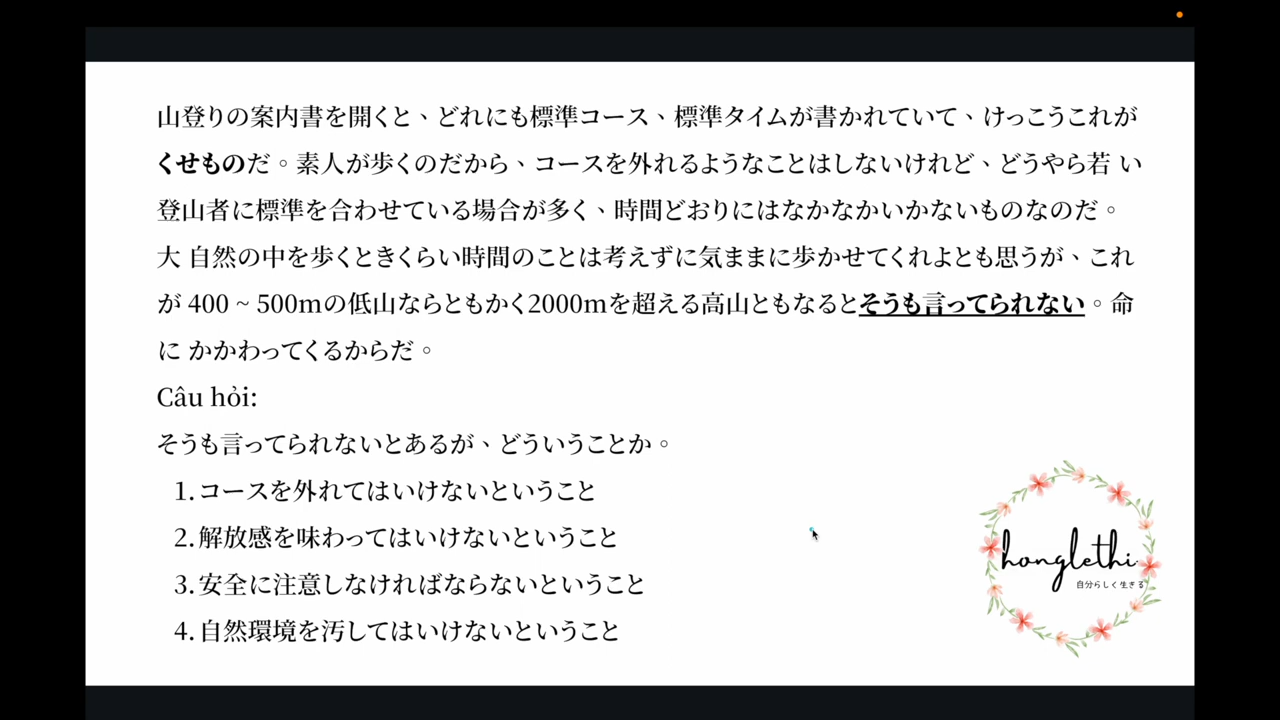 山登りの案内書を開くと、どれにも標準コース、標準タイムが書かれていて、けっこうこれが
くせものだ。素人が歩くのだから、コースを外れるようなことはしないけれど、どうやら若 い
登山者に標準を合わせている場合が多く、時間どおりにはなかなかいかないものなのだ。
大 自然の中を歩くときくらい時間のことは考えずに気ままに歩かせてくれよとも思うが、これ
が 400 ~ 500mの低山ならともかく2000mを超える高山ともなるとそうも言ってられない。命
に かかわってくるからだ。
Câu hỏi:
そうも言ってられないとあるが、どういうことか。
1.コースを外れてはいけないということ
2.解放感を味わってはいけないということ
3.安全に注意しなければならないということ
4.自然環境を汚してはいけないということ
honglethi
自分らしく生きる